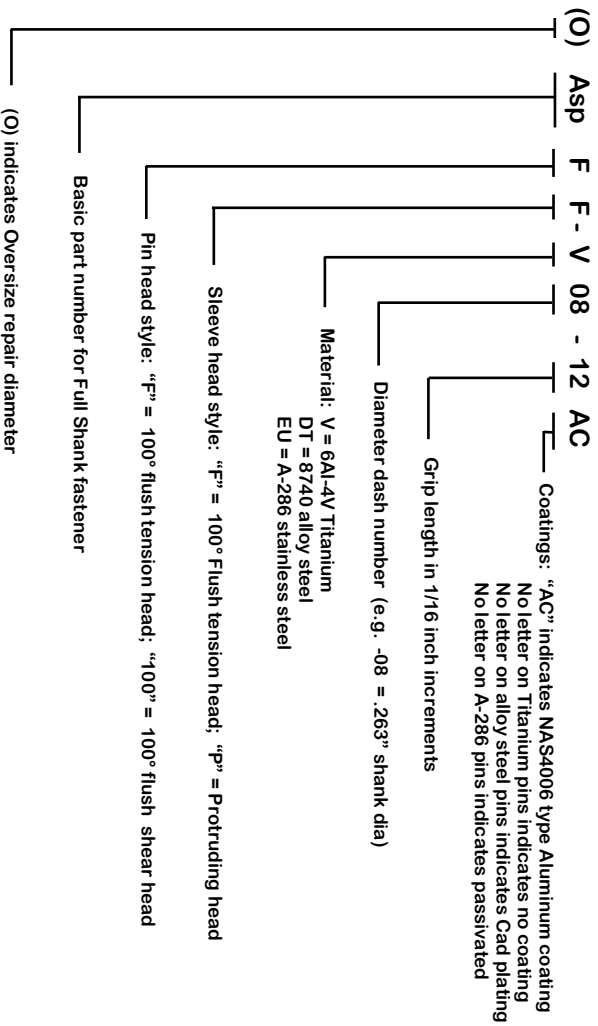 (O) Asp F F - V 08 - 12 AC
Coatings: “AC” indicates NAS4006 type Aluminum coating
No letter on Titanium pins indicates no coating
No letter on alloy steel pins indicates Cad plating
No letter on A-286 pins indicates passivated
Grip length in 1/16 inch increments
Diameter dash number (e.g. -08 = .263” shank dia)
Material: V = 6Al-4V Titanium
DT = 8740 alloy steel
EU = A-286 stainless steel
Sleeve head style: “F” = 100° Flush tension head; “P” = Protruding head
Pin head style: “F” = 100° flush tension head; “100” = 100° flush shear head
Basic part number for Full Shank fastener
(O) indicates Oversize repair diameter